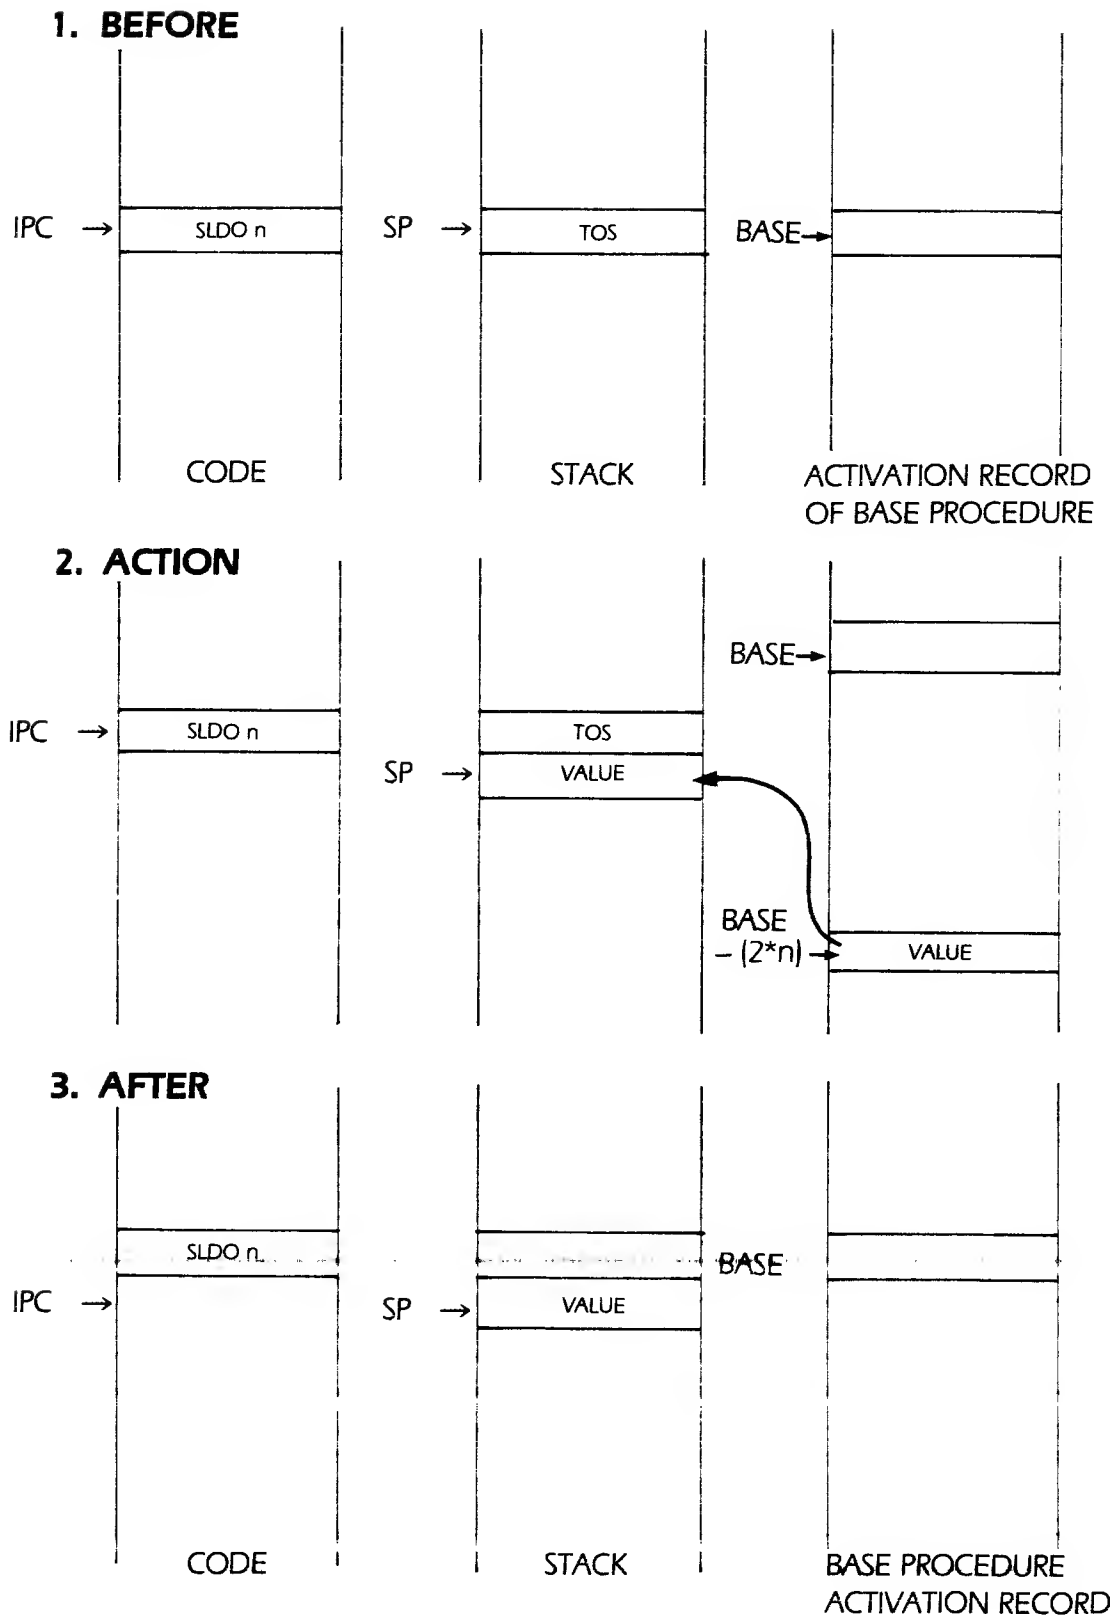 1. BEFORE
IPC → SLDO n
SP → TOS
BASE →
CODE
STACK
ACTIVATION RECORD
OF BASE PROCEDURE
2. ACTION
BASE →
IPC → SLDO n
TOS
SP → VALUE
BASE
– (2*n) → VALUE
3. AFTER
SLDO n
BASE
IPC →
SP → VALUE
CODE
STACK
BASE PROCEDURE
ACTIVATION RECORD